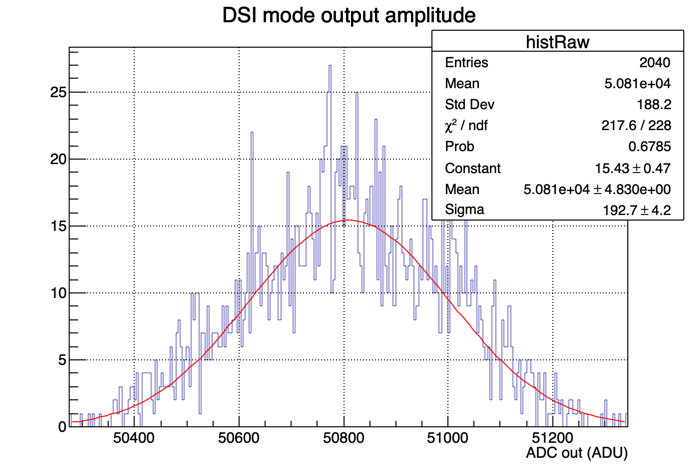 DSI mode output amplitude
histRaw
Entries 2040
Mean 5.081e+04
Std Dev 188.2
χ² / ndf 217.6 / 228
Prob 0.6785
Constant 15.43 ± 0.47
Mean 5.081e+04 ± 4.830e+00
Sigma 192.7 ± 4.2
25
20
15
10
5
0
50400 50600 50800 51000 51200
ADC out (ADU)